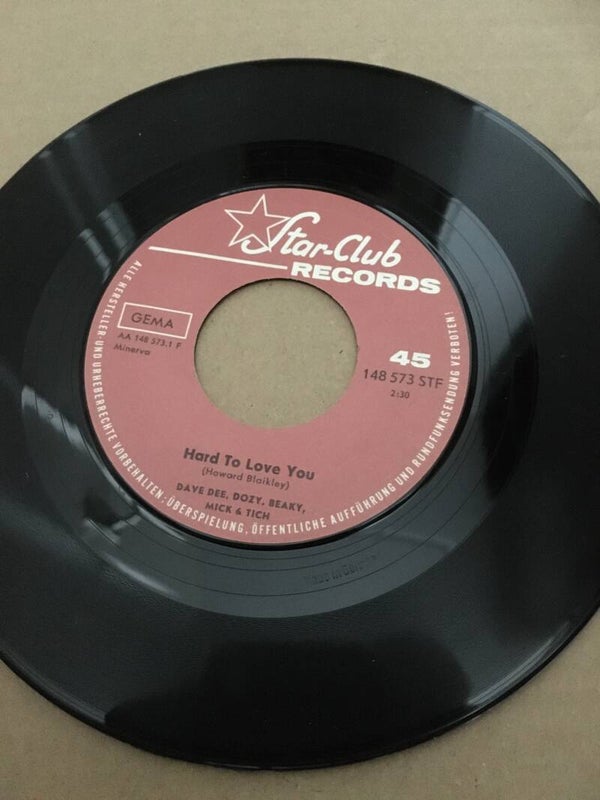 Star-Club
RECORDS
GEMA
AA 148 573.1 F
Minerva
45
148 573 STF
2:30
Hard To Love You
(Howard Blaikley)
DAVE DEE, DOZY, BEAKY,
MICK & TICH
ALLE HERSTELLER- UND URHEBERRECHTE VORBEHALTEN. ÜBERSPIELUNG, ÖFFENTLICHE AUFFÜHRUNG UND RUNDFUNKSENDUNG VERBOTEN!
Made in